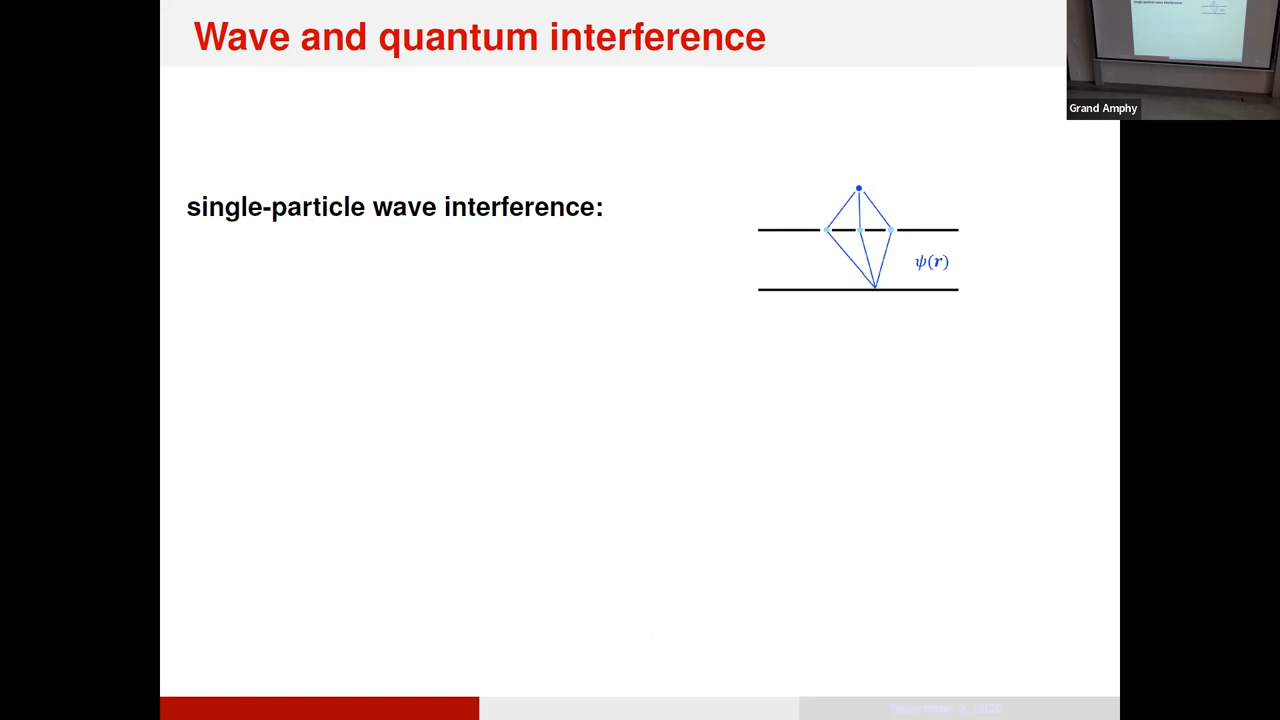 Wave and quantum interference
Grand Amphy
single-particle wave interference:
ψ(r)